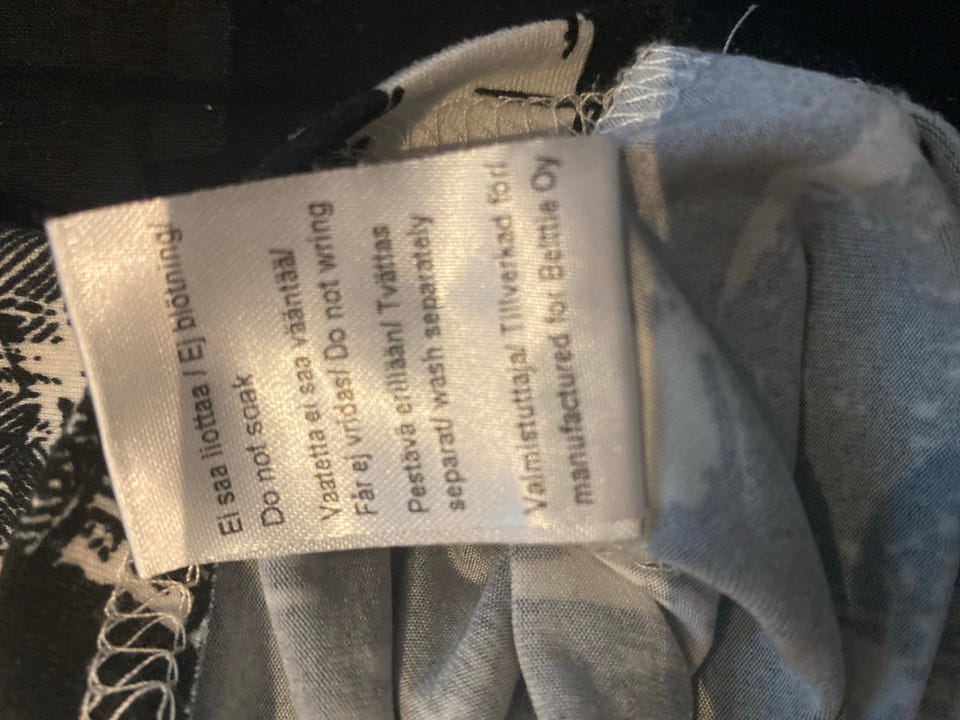 Ei saa liottaa / Ej blötning/
Do not soak
Vaatetta ei saa vääntää/
Får ej vridas/ Do not wring
Pestävä erillään/ Tvättas
separat/ wash separately
Valmistuttaja/ Tillverkad för/
manufactured for Belttie Oy